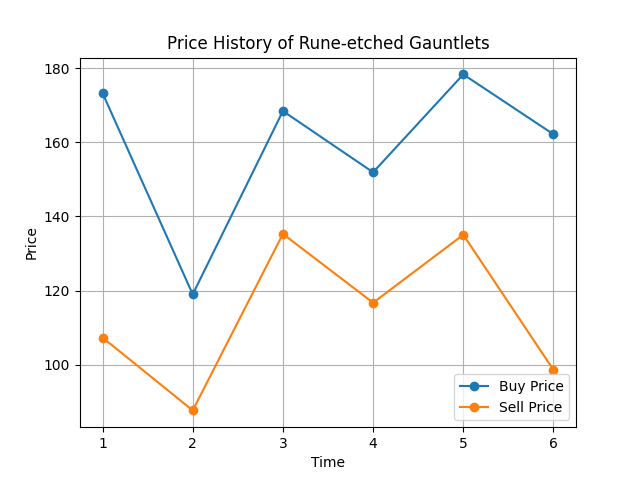 Price History of Rune-etched Gauntlets
Price
180
160
140
120
100
1 2 3 4 5 6
Time
Buy Price
Sell Price